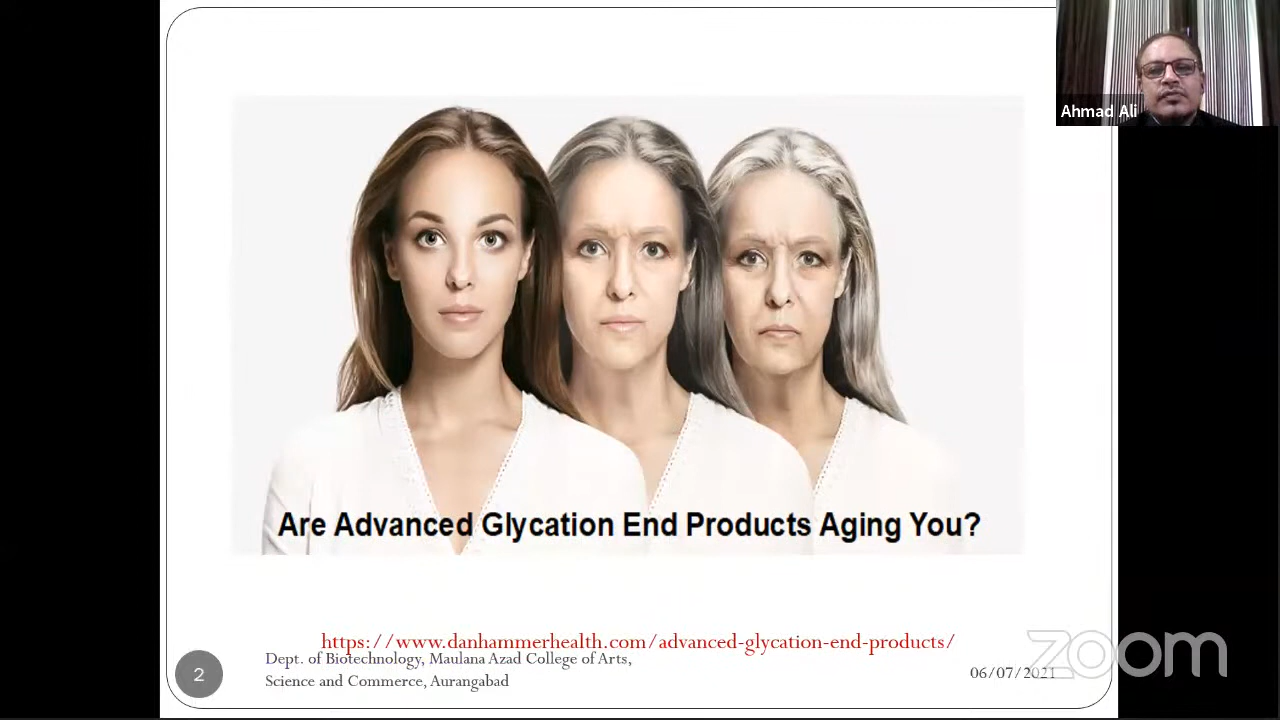 Ahmad Ali
Are Advanced Glycation End Products Aging You?
https://www.danhammerhealth.com/advanced-glycation-end-products/
Dept. of Biotechnology, Maulana Azad College of Arts,
Science and Commerce, Aurangabad
2
06/07/2021
zoom